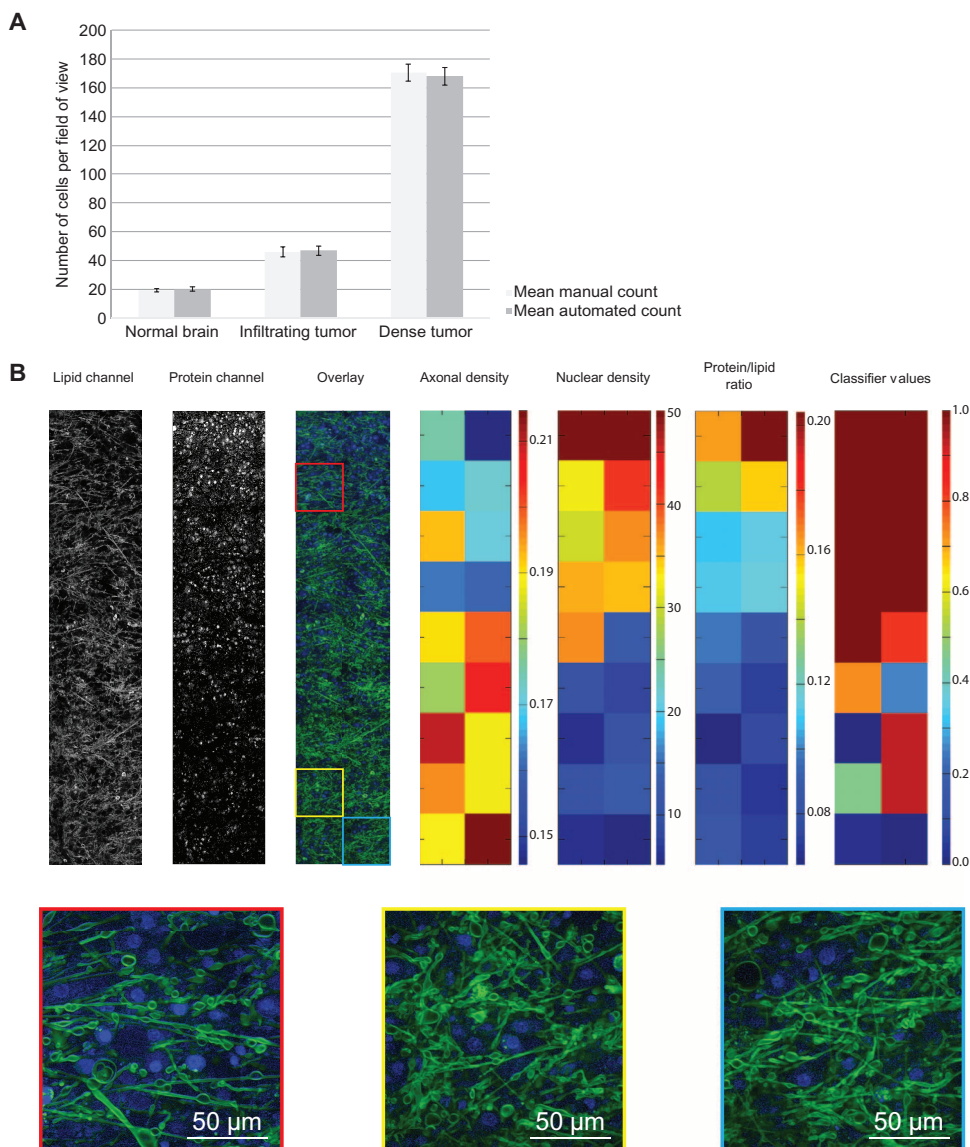 A
Number of cells per field of view
200
180
160
140
120
100
80
60
40
20
0
Normal brain
Infiltrating tumor
Dense tumor
Mean manual count
Mean automated count
B
Lipid channel
Protein channel
Overlay
Axonal density
Nuclear density
Protein/lipid
ratio
Classifier values
0.21
0.19
0.17
0.15
50
40
30
20
10
0.20
0.16
0.12
0.08
1.0
0.8
0.6
0.4
0.2
0.0
50 µm
50 µm
50 µm